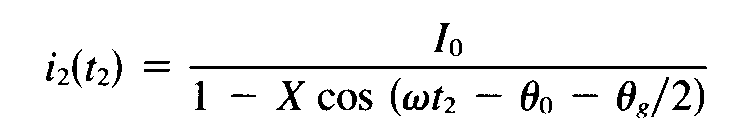 i₂(t₂) = I₀ / (1 − X cos (ωt₂ − θ₀ − θ_g/2))